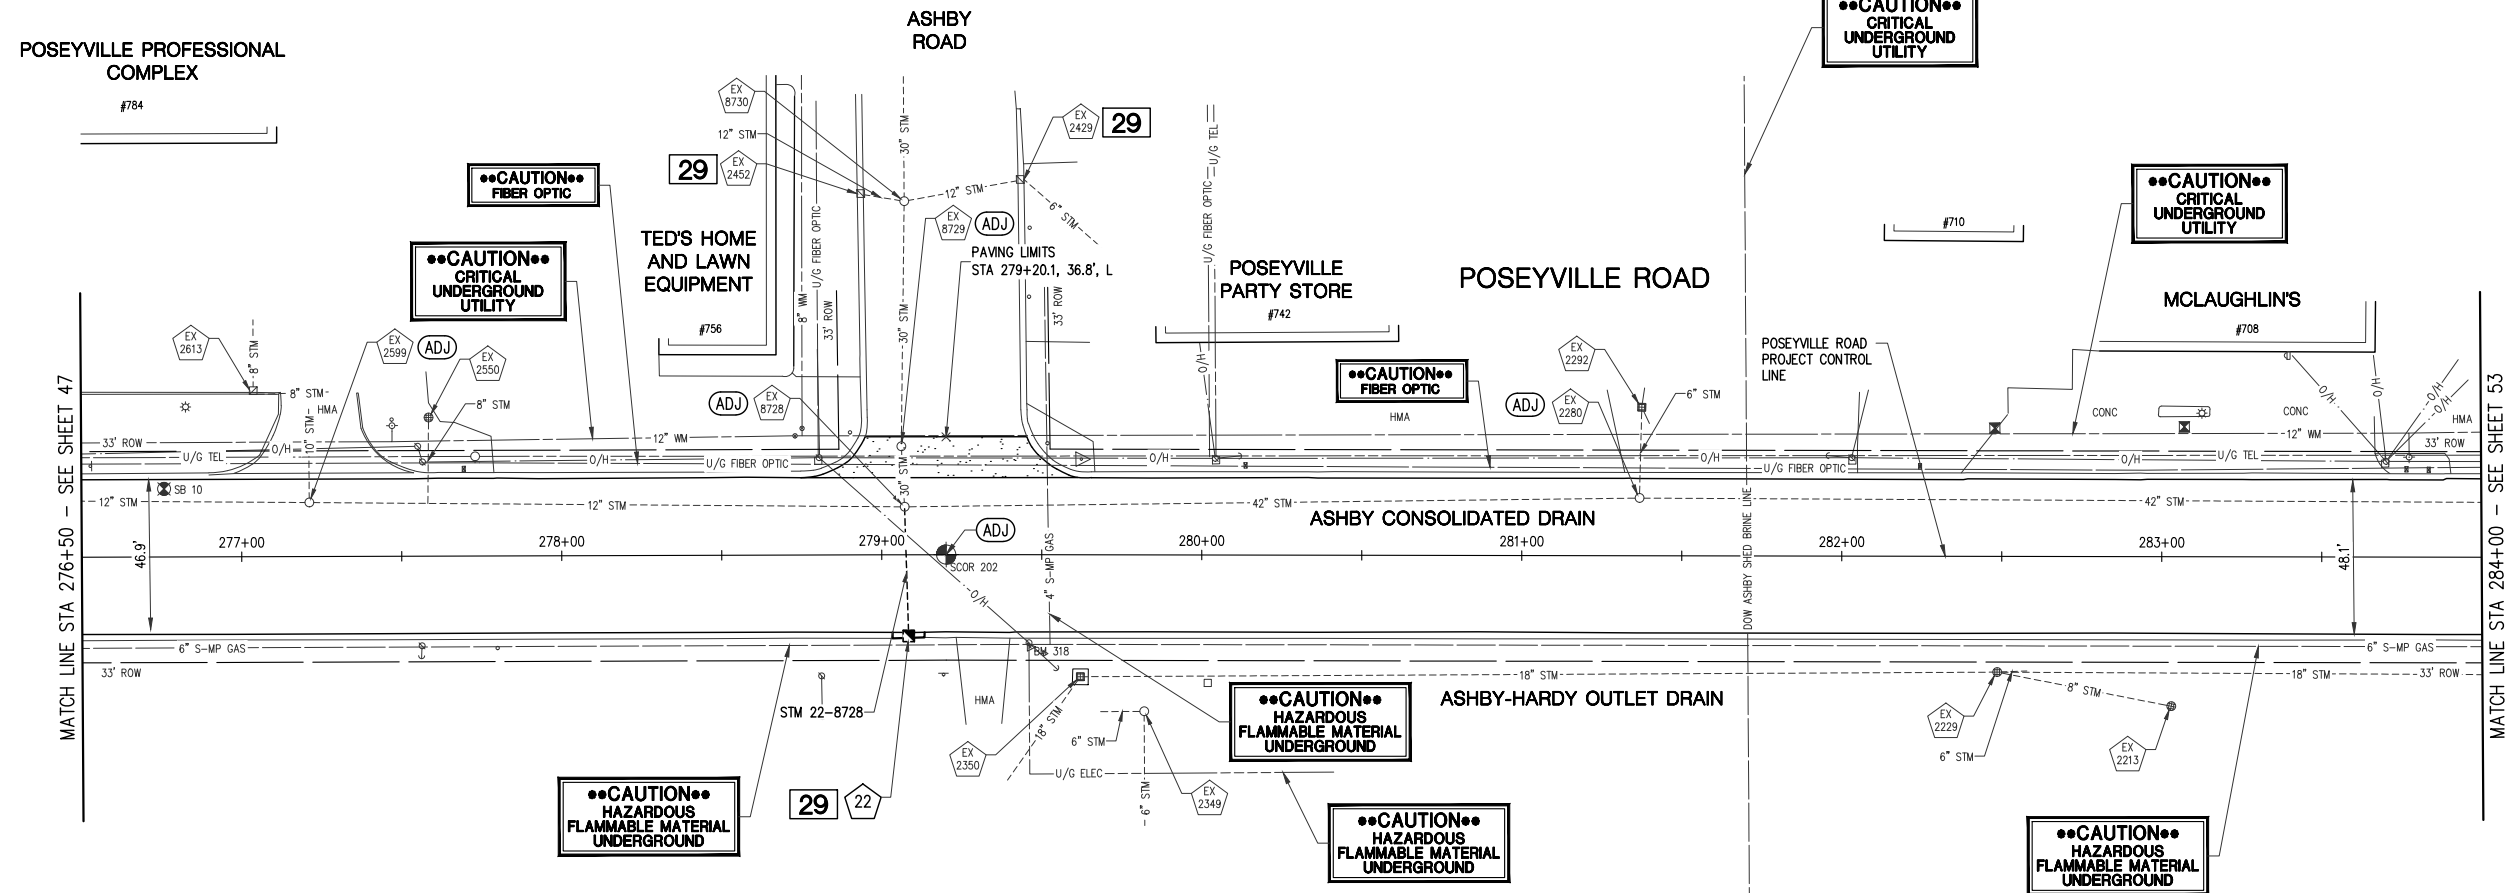 ASHBY
ROAD
POSEYVILLE PROFESSIONAL
COMPLEX
#784
●●CAUTION●●
CRITICAL
UNDERGROUND
UTILITY
EX
8730
12" STM
29
EX
2452
30" STM
12" STM
EX
2429
29
6" STM
●●CAUTION●●
FIBER OPTIC
●●CAUTION●●
CRITICAL
UNDERGROUND
UTILITY
TED'S HOME
AND LAWN
EQUIPMENT
#756
8" WM
U/G FIBER OPTIC
33' ROW
EX
8729
ADJ
PAVING LIMITS
STA 279+20.1, 36.8', L
30" STM
33' ROW
U/G FIBER OPTIC
U/G TEL
POSEYVILLE
PARTY STORE
#742
POSEYVILLE ROAD
#710
●●CAUTION●●
CRITICAL
UNDERGROUND
UTILITY
MCLAUGHLIN'S
#708
EX
2613
8" STM
EX
2599
ADJ
EX
2550
8" STM
HMA
10" STM
8" STM
ADJ
EX
8728
O/H
●●CAUTION●●
FIBER OPTIC
HMA
ADJ
EX
2292
EX
2280
6" STM
POSEYVILLE ROAD
PROJECT CONTROL
LINE
CONC
CONC
O/H
O/H
O/H
O/H
HMA
33' ROW
O/H
12" WM
12" WM
33' ROW
U/G TEL
O/H
U/G FIBER OPTIC
O/H
O/H
U/G FIBER OPTIC
O/H
U/G TEL
SB 10
12" STM
12" STM
30" STM
42" STM
42" STM
ASHBY CONSOLIDATED DRAIN
MATCH LINE STA 276+50 - SEE SHEET 47
46.9'
277+00
278+00
279+00
280+00
281+00
282+00
283+00
48.1'
MATCH LINE STA 284+00 - SEE SHEET 53
ADJ
SCOR 202
O/H
4" S-MP GAS
DOW ASHBY SHED BRINE LINE
6" S-MP GAS
BM 318
6" S-MP GAS
33' ROW
18" STM
18" STM
33' ROW
STM 22-8728
HMA
18" STM
6" STM
EX
2350
U/G ELEC
6" STM
EX
2349
●●CAUTION●●
HAZARDOUS
FLAMMABLE MATERIAL
UNDERGROUND
ASHBY-HARDY OUTLET DRAIN
EX
2229
8" STM
6" STM
EX
2213
●●CAUTION●●
HAZARDOUS
FLAMMABLE MATERIAL
UNDERGROUND
29
22
●●CAUTION●●
HAZARDOUS
FLAMMABLE MATERIAL
UNDERGROUND
●●CAUTION●●
HAZARDOUS
FLAMMABLE MATERIAL
UNDERGROUND